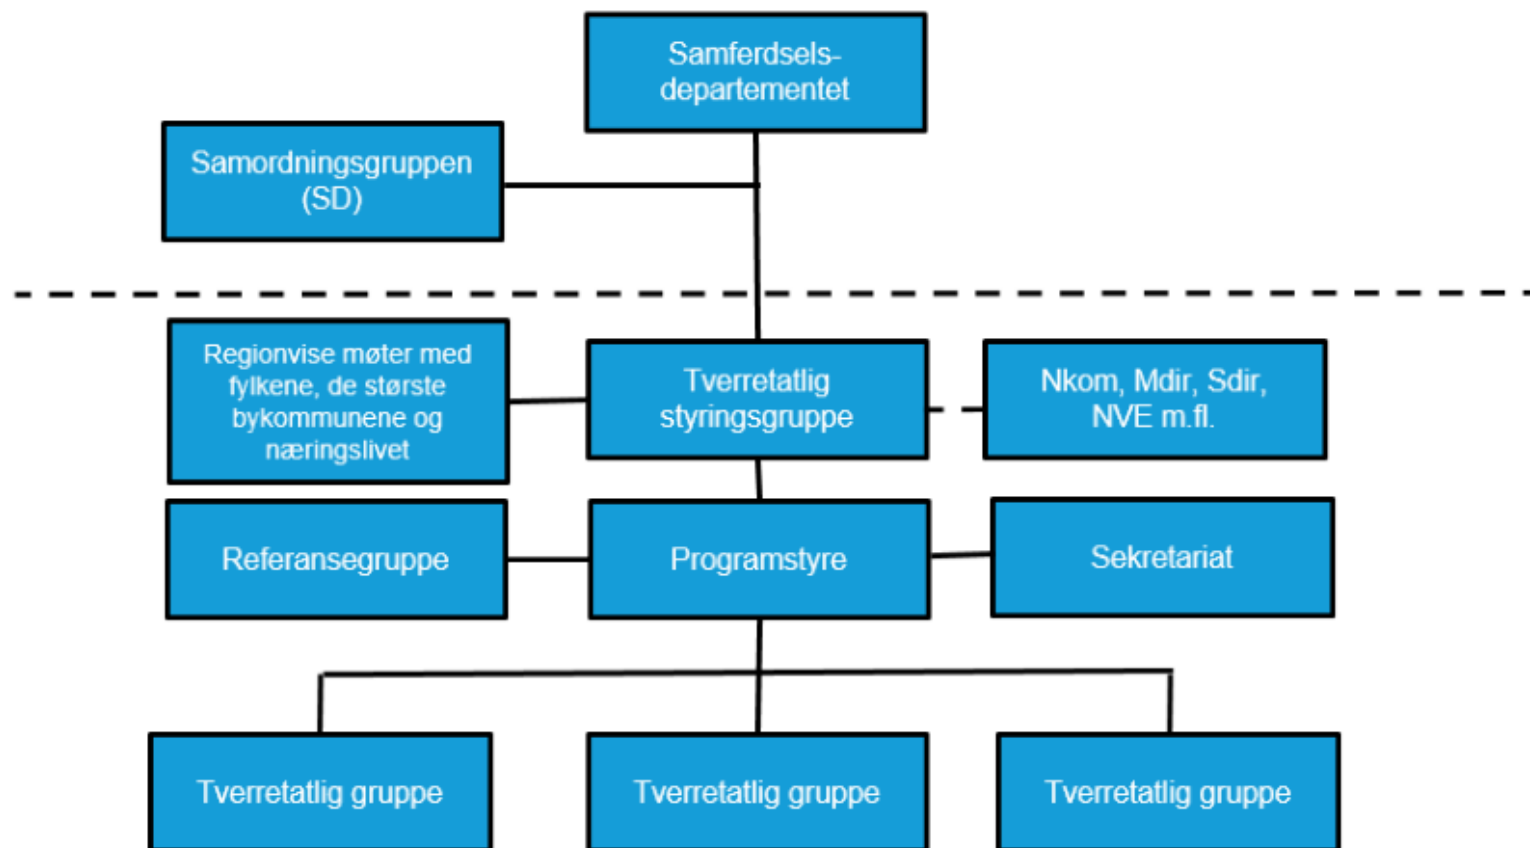 Samferdsels-
departementet
Samordningsgruppen
(SD)
Regionvise møter med
fylkene, de største
bykommunene og
næringslivet
Tverretatlig
styringsgruppe
Nkom, Mdir, Sdir,
NVE m.fl.
Referansegruppe
Programstyre
Sekretariat
Tverretatlig gruppe
Tverretatlig gruppe
Tverretatlig gruppe